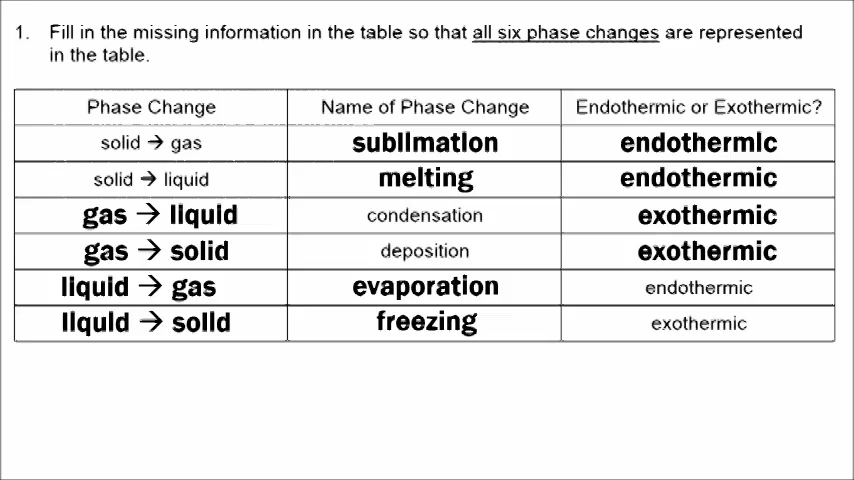 1. Fill in the missing information in the table so that all six phase changes are represented
in the table.
Phase Change Name of Phase Change Endothermic or Exothermic?
solid → gas sublimation endothermic
solid → liquid melting endothermic
gas → liquid condensation exothermic
gas → solid deposition exothermic
liquid → gas evaporation endothermic
liquid → solid freezing exothermic